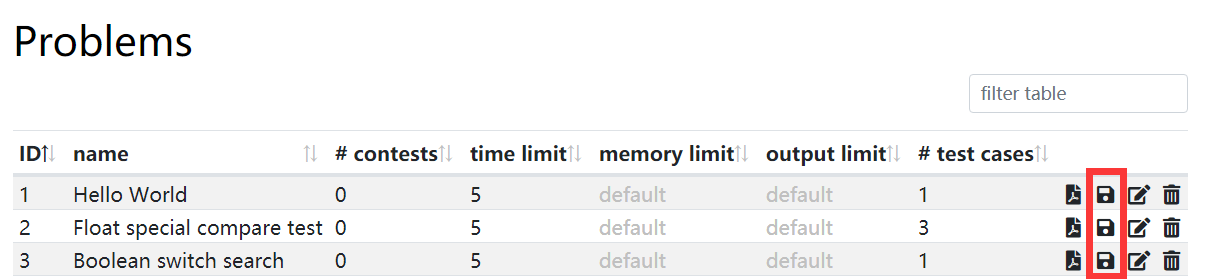 Problems
filter table
ID name # contests time limit memory limit output limit # test cases
1 Hello World 0 5 default default 1
2 Float special compare test 0 5 default default 3
3 Boolean switch search 0 5 default default 1